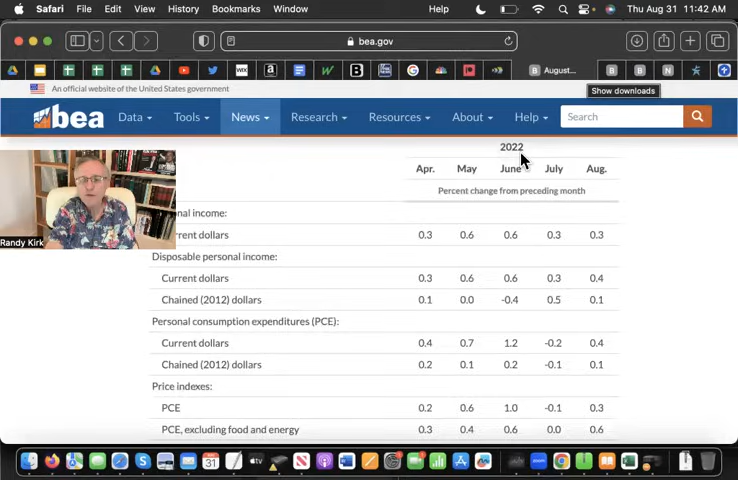 Safari File Edit View History Bookmarks Window Help Thu Aug 31 11:42 AM
bea.gov
August...
An official website of the United States government
Show downloads
bea Data Tools News Research Resources About Help Search
2022
Apr. May June July Aug.
Percent change from preceding month
nal income:
rent dollars 0.3 0.6 0.6 0.3 0.3
Randy Kirk
Disposable personal income:
Current dollars 0.3 0.6 0.6 0.3 0.4
Chained (2012) dollars 0.1 0.0 -0.4 0.5 0.1
Personal consumption expenditures (PCE):
Current dollars 0.4 0.7 1.2 -0.2 0.4
Chained (2012) dollars 0.2 0.1 0.2 -0.1 0.1
Price indexes:
PCE 0.2 0.6 1.0 -0.1 0.3
PCE, excluding food and energy 0.3 0.4 0.6 0.0 0.6